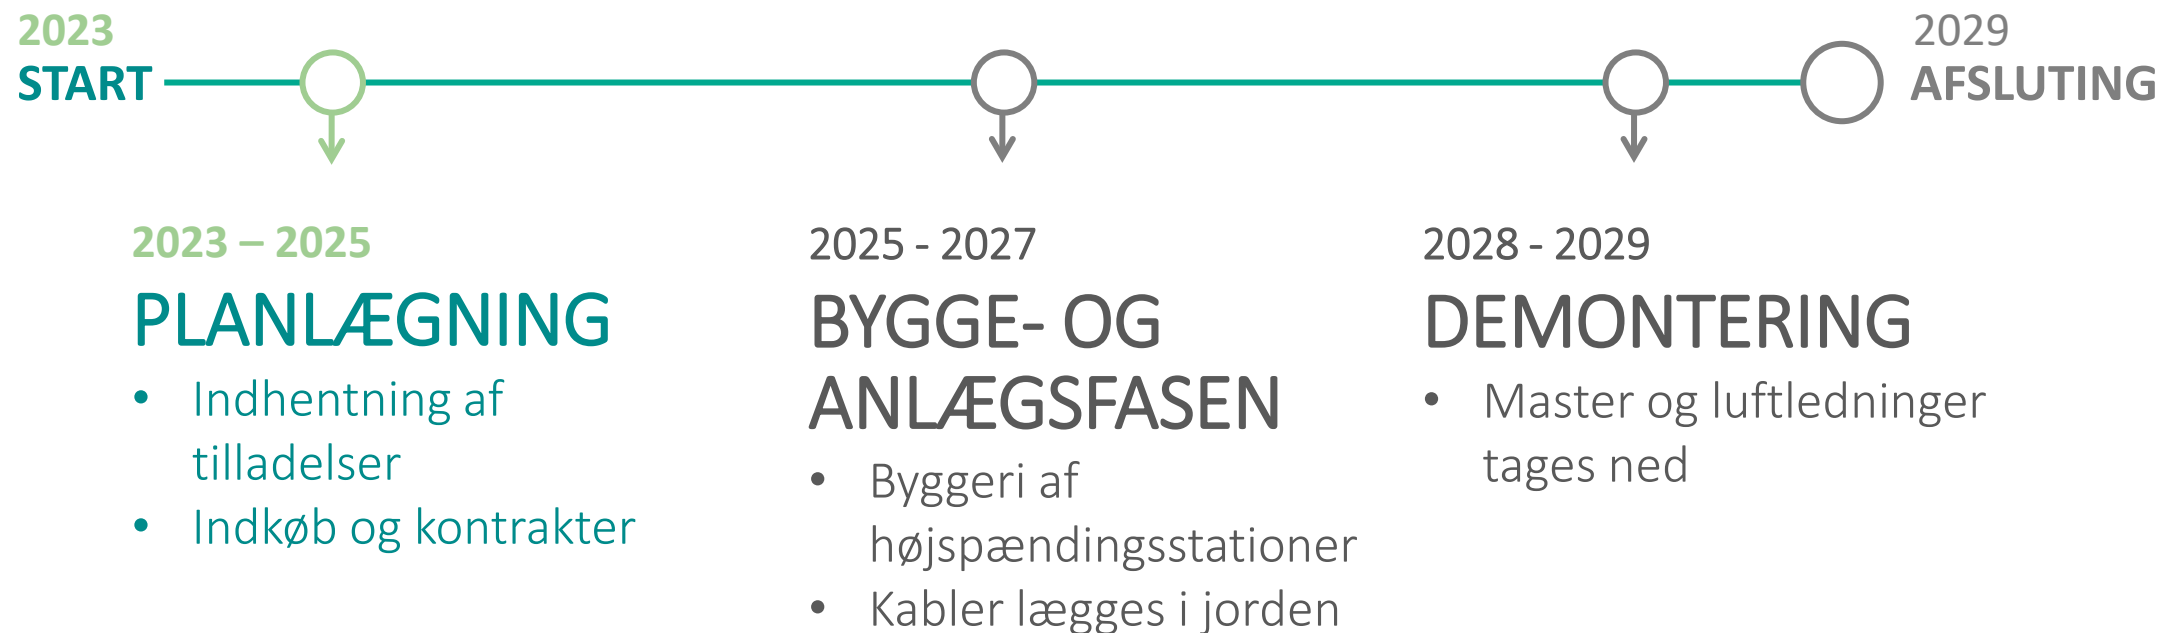 2023
START
2029
AFSLUTING
2023 – 2025
PLANLÆGNING
• Indhentning af
tilladelser
• Indkøb og kontrakter
2025 - 2027
BYGGE- OG
ANLÆGSFASEN
• Byggeri af
højspændingsstationer
• Kabler lægges i jorden
2028 - 2029
DEMONTERING
• Master og luftledninger
tages ned